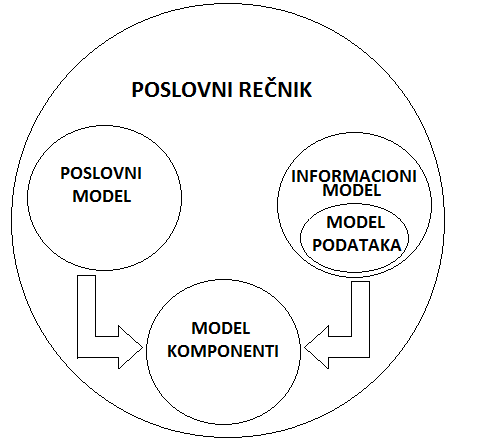 POSLOVNI REČNIK
POSLOVNI
MODEL
INFORMACIONI
MODEL
MODEL
PODATAKA
MODEL
KOMPONENTI